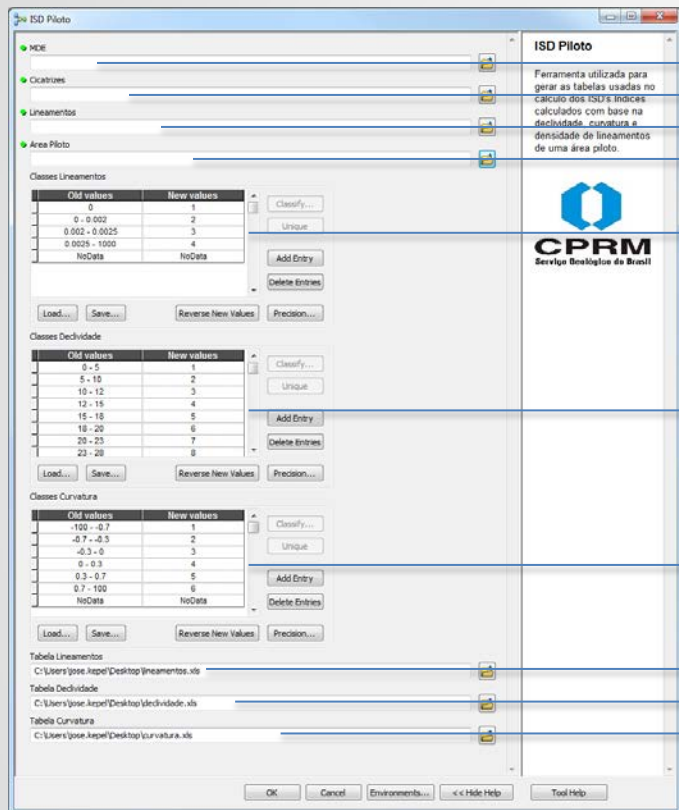 ISD Piloto
MDE
Cicatrizes
Lineamentos
Area Piloto
Classes Lineamentos
Old values New values
0 1
0 - 0.002 2
0.002 - 0.0025 3
0.0025 - 1000 4
NoData NoData
Classify...
Unique
Add Entry
Delete Entries
Load... Save... Reverse New Values Precision...
Classes Declividade
Old values New values
0 - 5 1
5 - 10 2
10 - 12 3
12 - 15 4
15 - 18 5
18 - 20 6
20 - 23 7
23 - 28 8
Classify...
Unique
Add Entry
Delete Entries
Load... Save... Reverse New Values Precision...
Classes Curvatura
Old values New values
-100 - -0.7 1
-0.7 - -0.3 2
-0.3 - 0 3
0 - 0.3 4
0.3 - 0.7 5
0.7 - 100 6
NoData NoData
Classify...
Unique
Add Entry
Delete Entries
Load... Save... Reverse New Values Precision...
Tabela Lineamentos
C:\Users\jose.kepel\Desktop\lineamentos.xls
Tabela Declividade
C:\Users\jose.kepel\Desktop\declividade.xls
Tabela Curvatura
C:\Users\jose.kepel\Desktop\curvatura.xls
OK Cancel Environments... << Hide Help Tool Help
ISD Piloto
Ferramenta utilizada para
gerar as tabelas usadas no
calculo dos ISD's Indices
calculados com base na
declividade, curvatura e
densidade de lineamentos
de uma área piloto.
CPRM
Serviço Geológico do Brasil